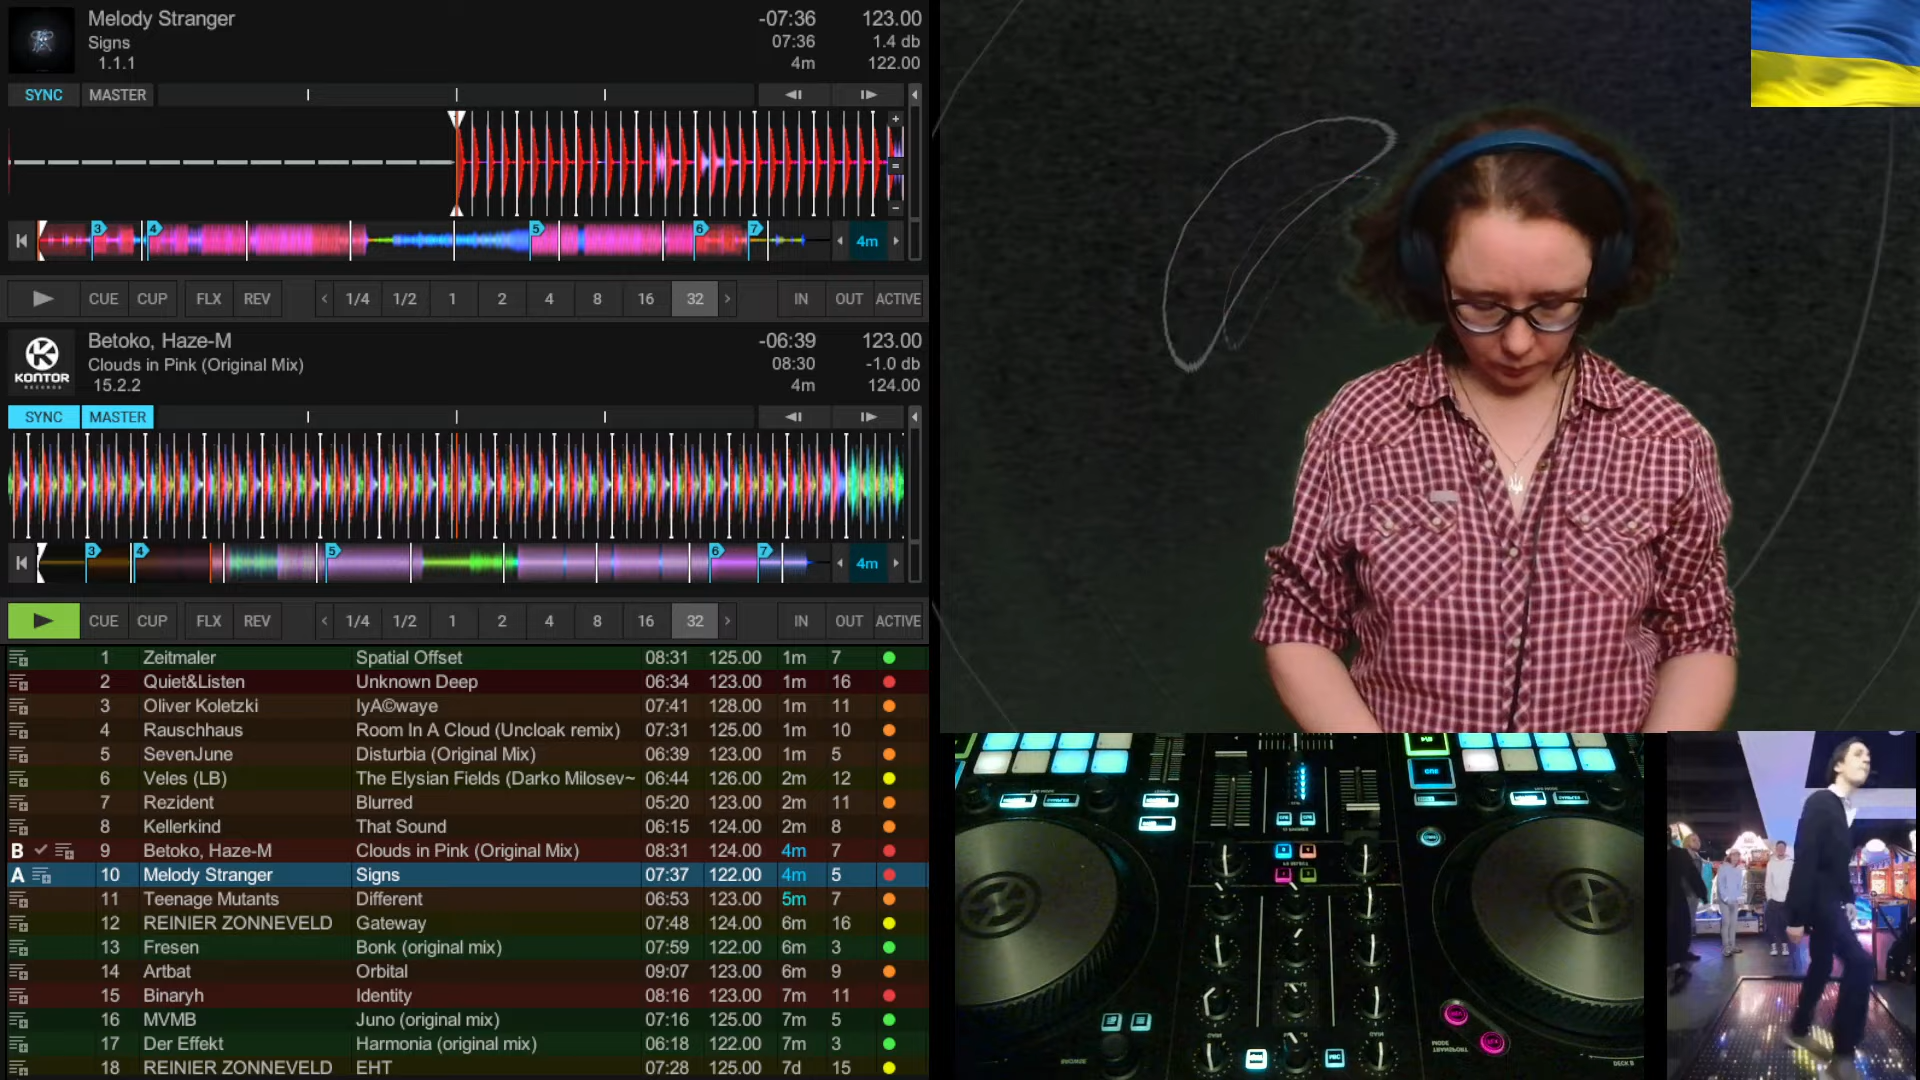 Melody Stranger -07:36 123.00
Signs 07:36 1.4 db
1.1.1 4m 122.00
SYNC MASTER
3 4 5 6 7 4m
CUE CUP FLX REV 1/4 1/2 1 2 4 8 16 32 IN OUT ACTIVE
KONTOR
RECORDS
Betoko, Haze-M -06:39 123.00
Clouds in Pink (Original Mix) 08:30 -1.0 db
15.2.2 4m 124.00
SYNC MASTER
3 4 5 6 7 4m
CUE CUP FLX REV 1/4 1/2 1 2 4 8 16 32 IN OUT ACTIVE
1 Zeitmaler Spatial Offset 08:31 125.00 1m 7
2 Quiet&Listen Unknown Deep 06:34 123.00 1m 16
3 Oliver Koletzki IyA©waye 07:41 128.00 1m 11
4 Rauschhaus Room In A Cloud (Uncloak remix) 07:31 125.00 1m 10
5 SevenJune Disturbia (Original Mix) 06:39 123.00 1m 5
6 Veles (LB) The Elysian Fields (Darko Milosev~ 06:44 126.00 2m 12
7 Rezident Blurred 05:20 123.00 2m 11
8 Kellerkind That Sound 06:15 124.00 2m 8
B 9 Betoko, Haze-M Clouds in Pink (Original Mix) 08:31 124.00 4m 7
A 10 Melody Stranger Signs 07:37 122.00 4m 5
11 Teenage Mutants Different 06:53 123.00 5m 7
12 REINIER ZONNEVELD Gateway 07:48 124.00 6m 16
13 Fresen Bonk (original mix) 07:59 122.00 6m 3
14 Artbat Orbital 09:07 123.00 6m 9
15 Binaryh Identity 08:16 123.00 7m 11
16 MVMB Juno (original mix) 07:16 125.00 7m 5
17 Der Effekt Harmonia (original mix) 06:18 122.00 7m 3
18 REINIER ZONNEVELD EHT 07:28 125.00 7d 15
DECK B